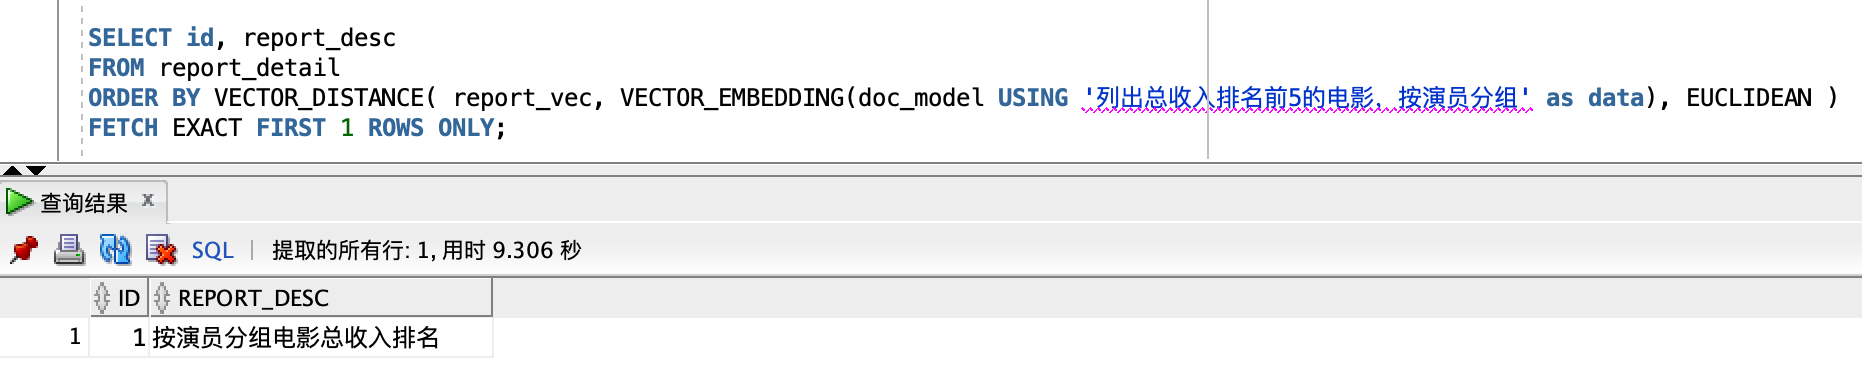 SELECT id, report_desc
FROM report_detail
ORDER BY VECTOR_DISTANCE( report_vec, VECTOR_EMBEDDING(doc_model USING '列出总收入排名前5的电影，按演员分组' as data), EUCLIDEAN )
FETCH EXACT FIRST 1 ROWS ONLY;
查询结果 x
SQL | 提取的所有行: 1, 用时 9.306 秒
ID REPORT_DESC
1 1 按演员分组电影总收入排名